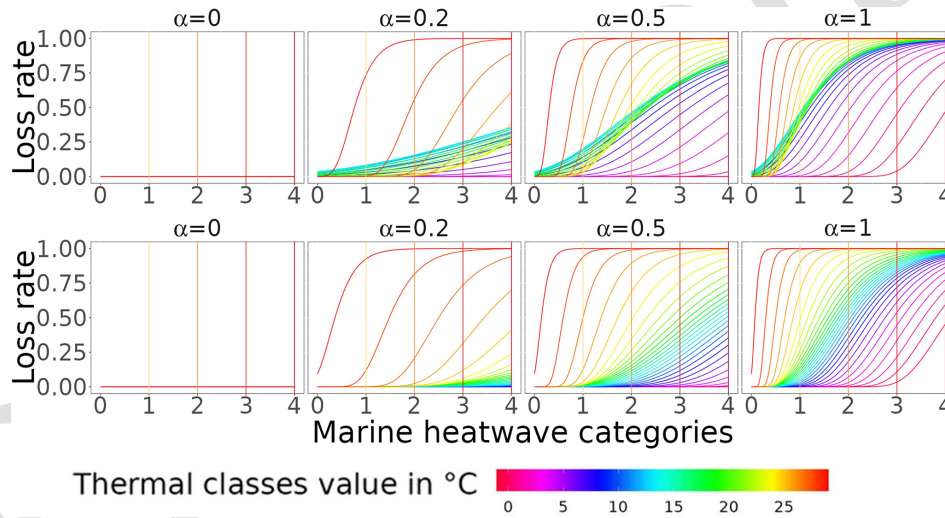 α=0 α=0.2 α=0.5 α=1
Loss rate
1.00
0.75
0.50
0.25
0.00
0 1 2 3 4 0 1 2 3 4 0 1 2 3 4 0 1 2 3 4
α=0 α=0.2 α=0.5 α=1
Loss rate
1.00
0.75
0.50
0.25
0.00
0 1 2 3 4 0 1 2 3 4 0 1 2 3 4 0 1 2 3 4
Marine heatwave categories
Thermal classes value in °C
0 5 10 15 20 25